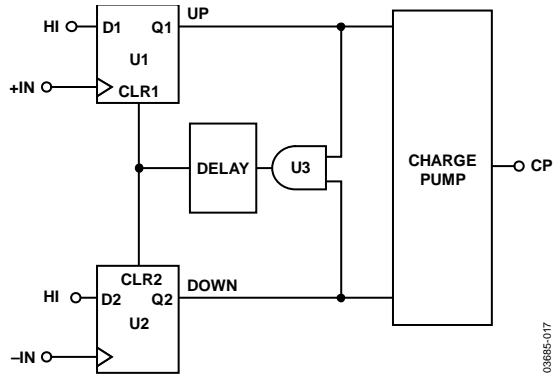 UP
HI D1 Q1
U1
+IN
CLR1
DELAY
U3
CHARGE
PUMP
CP
CLR2
DOWN
HI D2 Q2
U2
–IN
03685-017